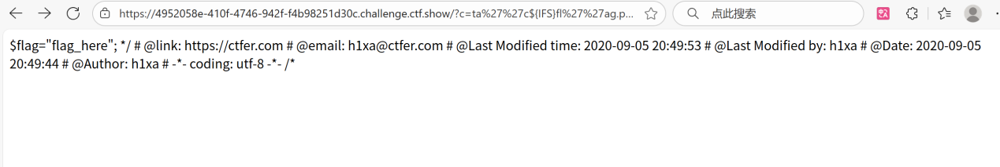 https://4952058e-410f-4746-942f-f4b98251d30c.challenge.ctf.show/?c=ta%27%27c${IFS}fl%27%27ag.p...
点此搜索
$flag="flag_here"; */ # @link: https://ctfer.com # @email: h1xa@ctfer.com # @Last Modified time: 2020-09-05 20:49:53 # @Last Modified by: h1xa # @Date: 2020-09-05
20:49:44 # @Author: h1xa # -*- coding: utf-8 -*- /*